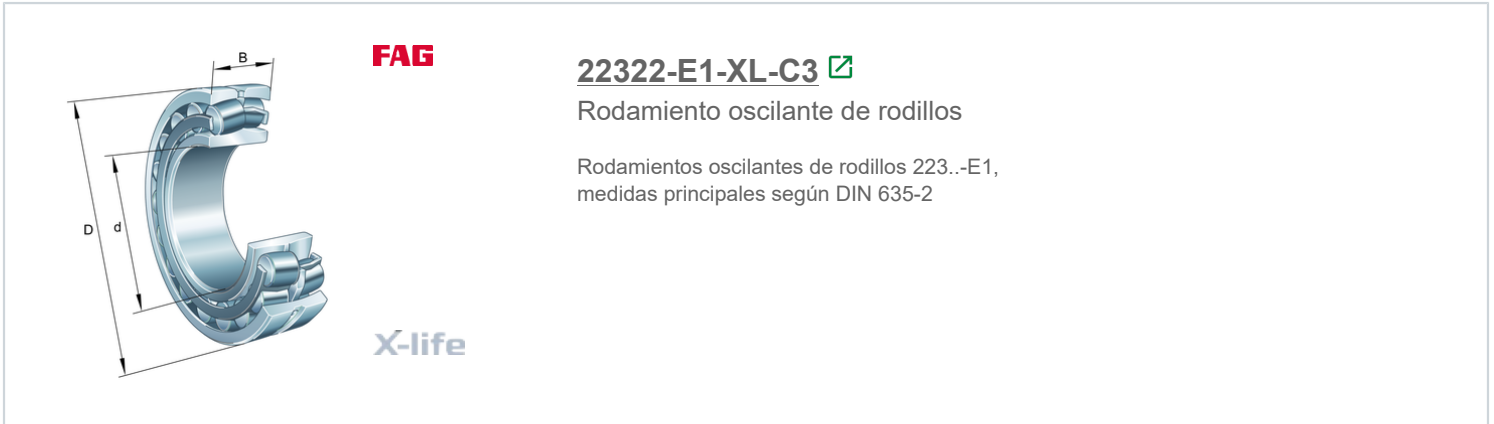 B
FAG
22322-E1-XL-C3
Rodamiento oscilante de rodillos
Rodamientos oscilantes de rodillos 223..-E1,
medidas principales según DIN 635-2
D
d
X-life